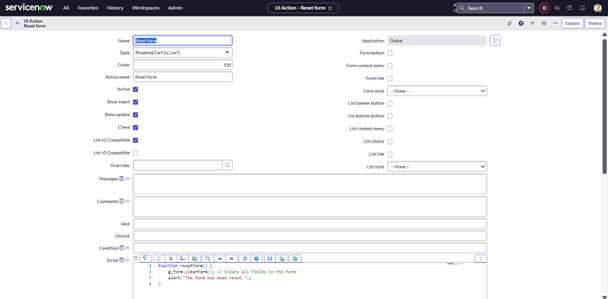 servicenow All Favorites History Workspaces Admin UI Action - Reset form Search
UI Action
Reset form
Update Delete
Name Reset form
Application Global
Table Shopping Cart [sc_cart]
Form button
Order 100
Form context menu
Action name Reset form
Form link
Active
Form style -- None --
Show insert
List banner button
Show update
List bottom button
Client
List context menu
List v2 Compatible
List choice
List v3 Compatible
List link
Overrides
List style -- None --
Messages
Comments
Hint
Onclick
Condition
Script
1 function resetForm() {
2 g_form.clearForm(); // Clears all fields in the form
3 alert("The form has been reset.");
4 }